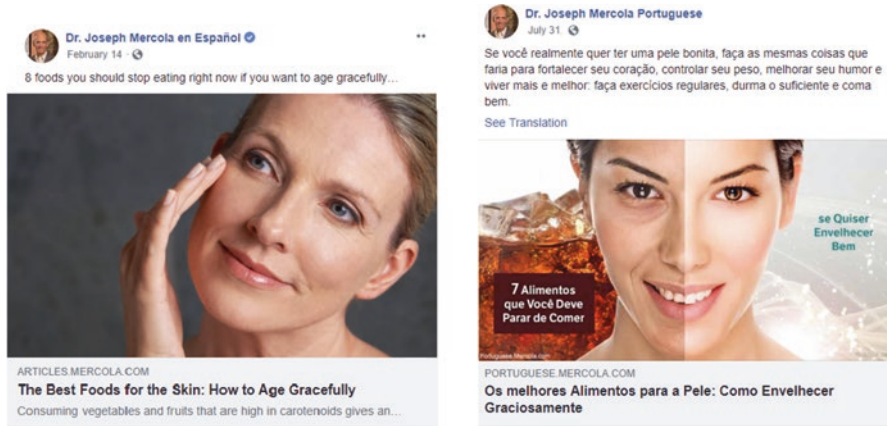 Dr. Joseph Mercola en Español
February 14 ·
8 foods you should stop eating right now if you want to age gracefully…
ARTICLES.MERCOLA.COM
The Best Foods for the Skin: How to Age Gracefully
Consuming vegetables and fruits that are high in carotenoids gives an…
Dr. Joseph Mercola Portuguese
July 31 ·
Se você realmente quer ter uma pele bonita, faça as mesmas coisas que
faria para fortalecer seu coração, controlar seu peso, melhorar seu humor e
viver mais e melhor: faça exercícios regulares, durma o suficiente e coma
bem.
See Translation
se Quiser
Envelhecer
Bem
7 Alimentos
que Você Deve
Parar de Comer
Portuguese.Mercola.com
PORTUGUESE.MERCOLA.COM
Os melhores Alimentos para a Pele: Como Envelhecer
Graciosamente